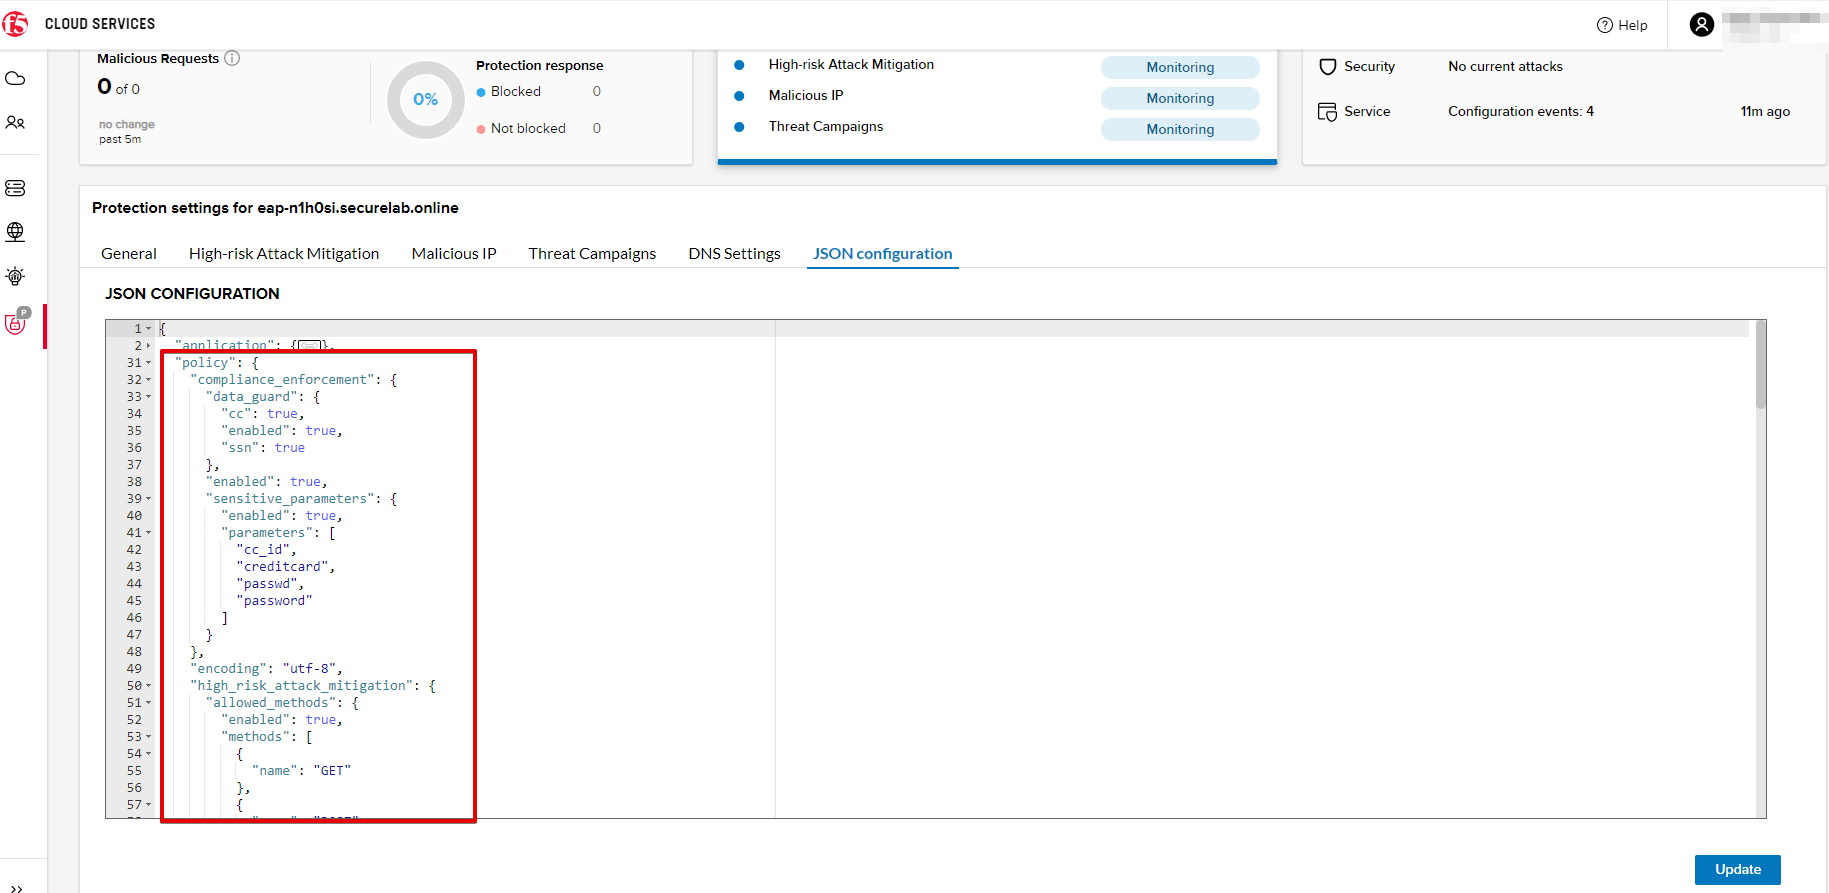 f5 CLOUD SERVICES
Help
Malicious Requests
0 of 0
no change
past 5m
0%
Protection response
Blocked 0
Not blocked 0
High-risk Attack Mitigation Monitoring
Malicious IP Monitoring
Threat Campaigns Monitoring
Security No current attacks
Service Configuration events: 4 11m ago
P
Protection settings for eap-n1h0si.securelab.online
General High-risk Attack Mitigation Malicious IP Threat Campaigns DNS Settings JSON configuration
JSON CONFIGURATION
1 {
2 "application": {},
31 "policy": {
32 "compliance_enforcement": {
33 "data_guard": {
34 "cc": true,
35 "enabled": true,
36 "ssn": true
37 },
38 "enabled": true,
39 "sensitive_parameters": {
40 "enabled": true,
41 "parameters": [
42 "cc_id",
43 "creditcard",
44 "passwd",
45 "password"
46 ]
47 }
48 },
49 "encoding": "utf-8",
50 "high_risk_attack_mitigation": {
51 "allowed_methods": {
52 "enabled": true,
53 "methods": [
54 {
55 "name": "GET"
56 },
57 {
Update